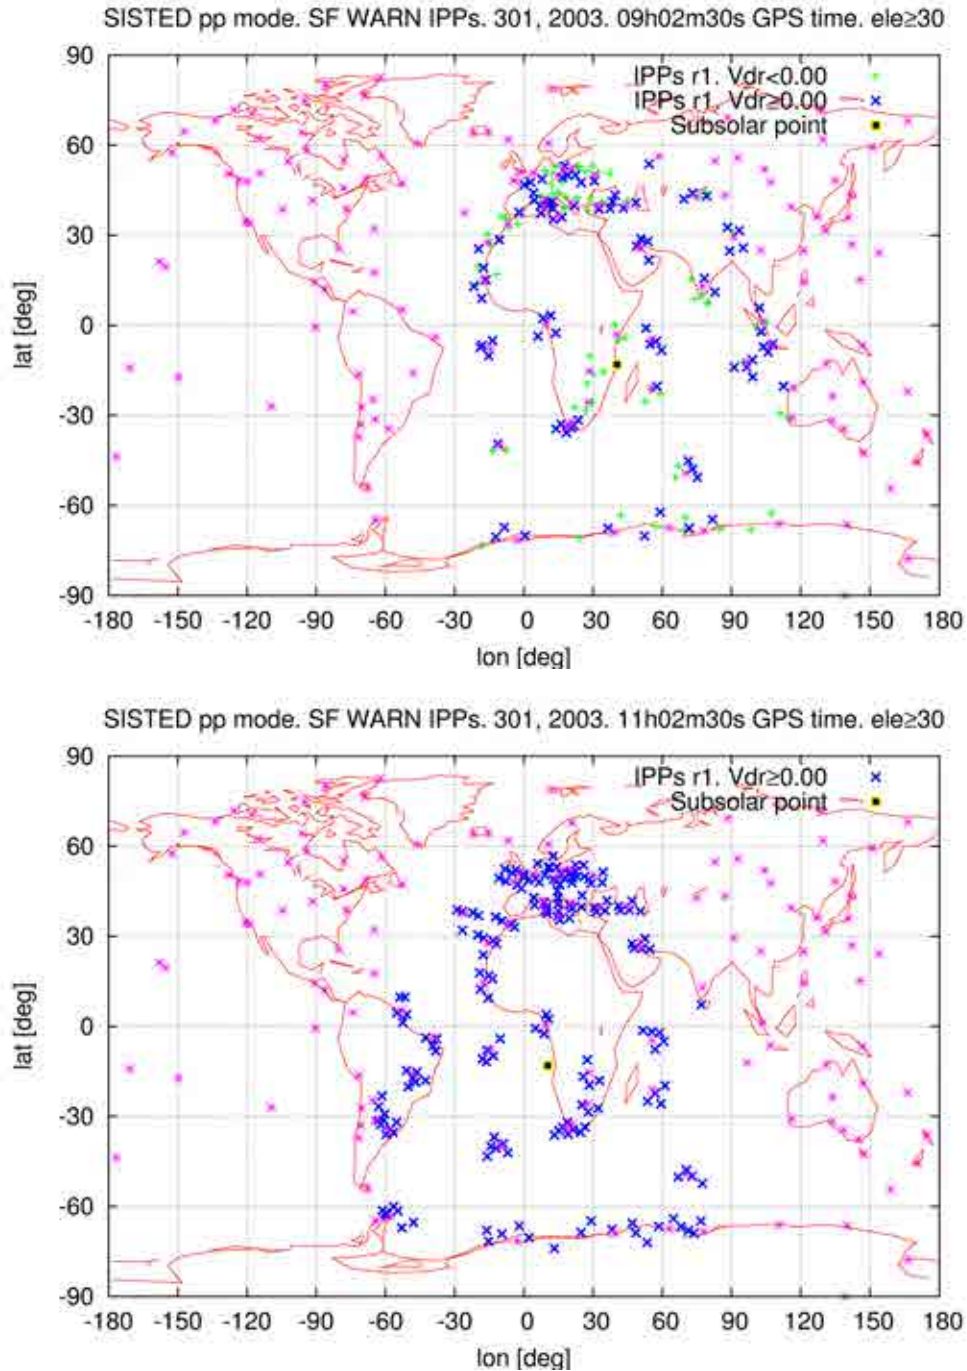 SISTED pp mode. SF WARN IPPs. 301, 2003. 09h02m30s GPS time. ele≥30
IPPs r1. Vdr<0.00
IPPs r1. Vdr≥0.00
Subsolar point
90
60
30
0
-30
-60
-90
lat [deg]
-180 -150 -120 -90 -60 -30 0 30 60 90 120 150 180
lon [deg]
SISTED pp mode. SF WARN IPPs. 301, 2003. 11h02m30s GPS time. ele≥30
IPPs r1. Vdr≥0.00
Subsolar point
90
60
30
0
-30
-60
-90
lat [deg]
-180 -150 -120 -90 -60 -30 0 30 60 90 120 150 180
lon [deg]